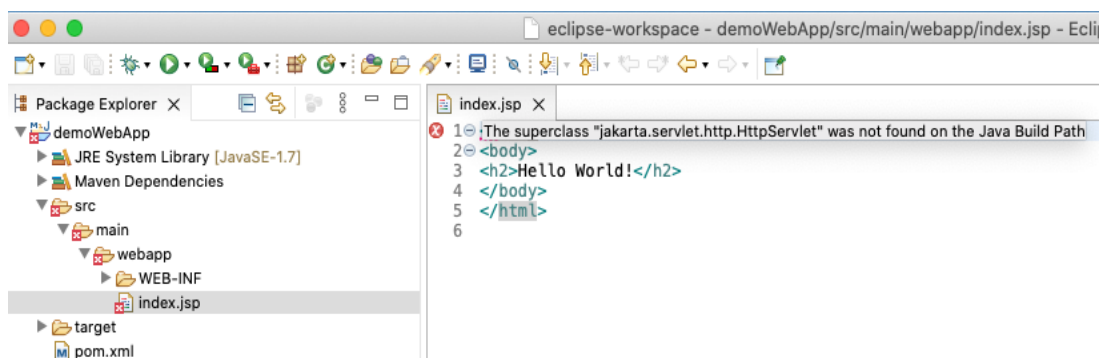 eclipse-workspace - demoWebApp/src/main/webapp/index.jsp - Ecli
Package Explorer
index.jsp
demoWebApp
JRE System Library [JavaSE-1.7]
Maven Dependencies
src
main
webapp
WEB-INF
index.jsp
target
pom.xml
1 The superclass "jakarta.servlet.http.HttpServlet" was not found on the Java Build Path
2 <body>
3 <h2>Hello World!</h2>
4 </body>
5 </html>
6